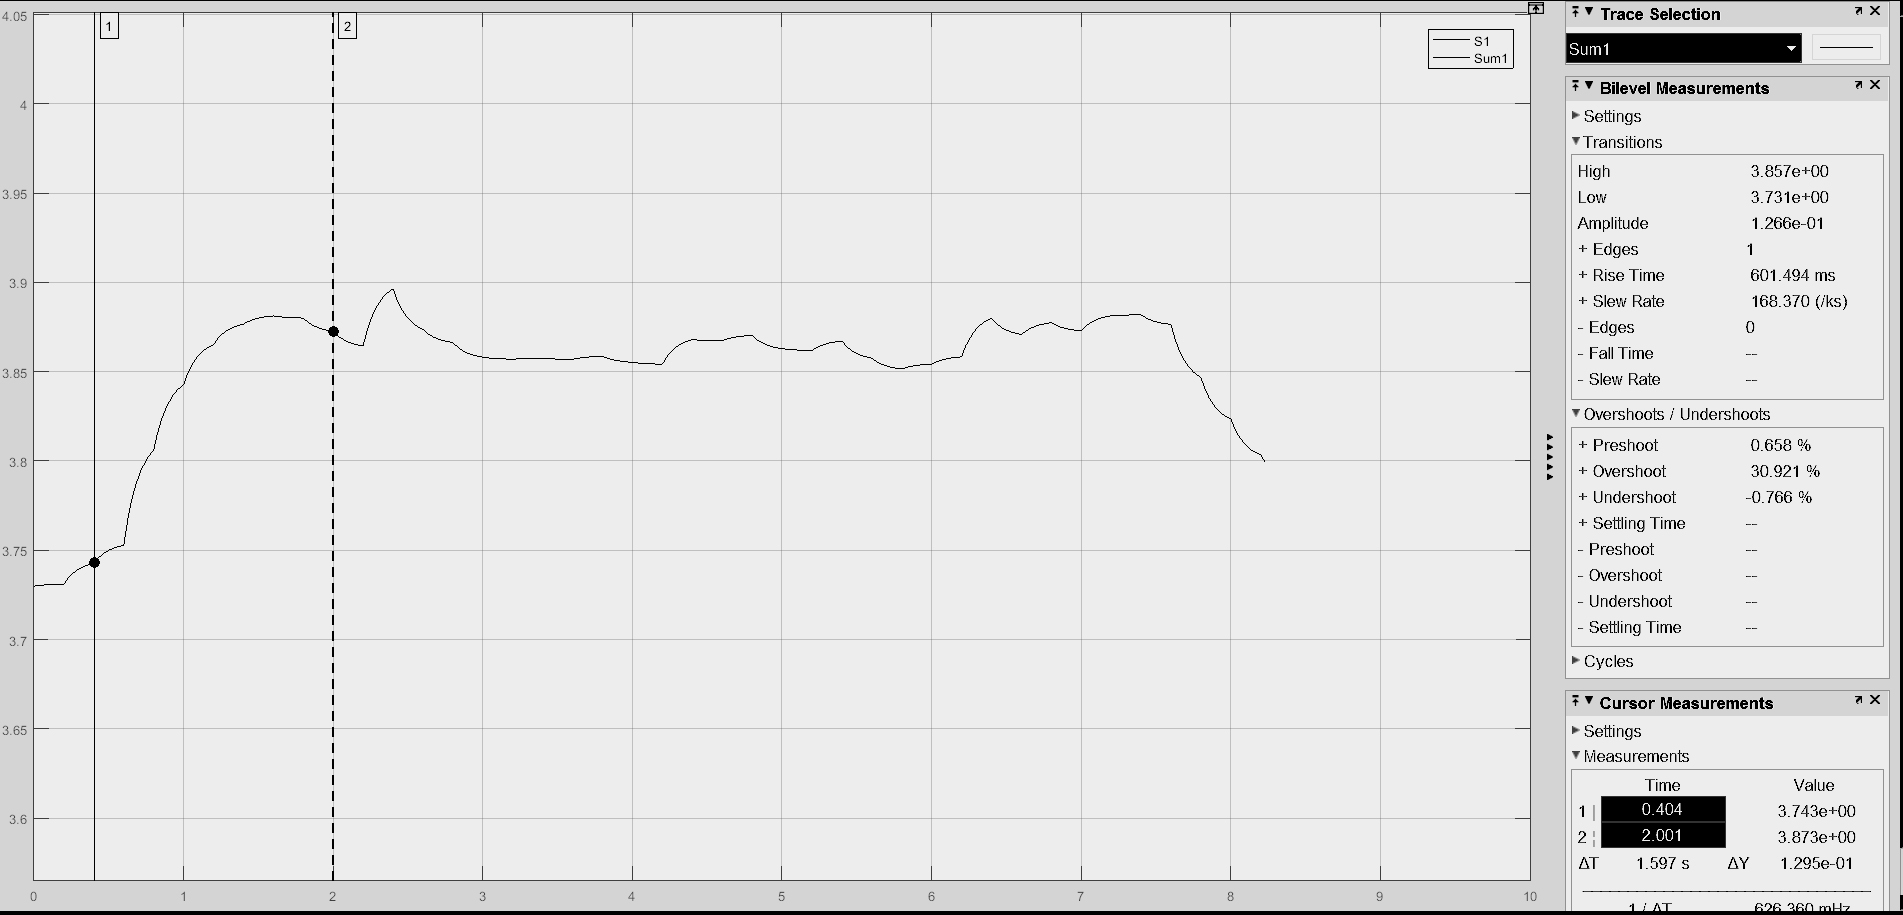 4.05
4
3.95
3.9
3.85
3.8
3.75
3.7
3.65
3.6
0 1 2 3 4 5 6 7 8 9 10
1
2
S1
Sum1
Trace Selection
Sum1
Bilevel Measurements
Settings
Transitions
High 3.857e+00
Low 3.731e+00
Amplitude 1.266e-01
+ Edges 1
+ Rise Time 601.494 ms
+ Slew Rate 168.370 (/ks)
- Edges 0
- Fall Time --
- Slew Rate --
Overshoots / Undershoots
+ Preshoot 0.658 %
+ Overshoot 30.921 %
+ Undershoot -0.766 %
+ Settling Time --
- Preshoot --
- Overshoot --
- Undershoot --
- Settling Time --
Cycles
Cursor Measurements
Settings
Measurements
Time Value
1 | 0.404 3.743e+00
2 ¦ 2.001 3.873e+00
ΔT 1.597 s ΔY 1.295e-01
1 / ΔT 626.360 mHz